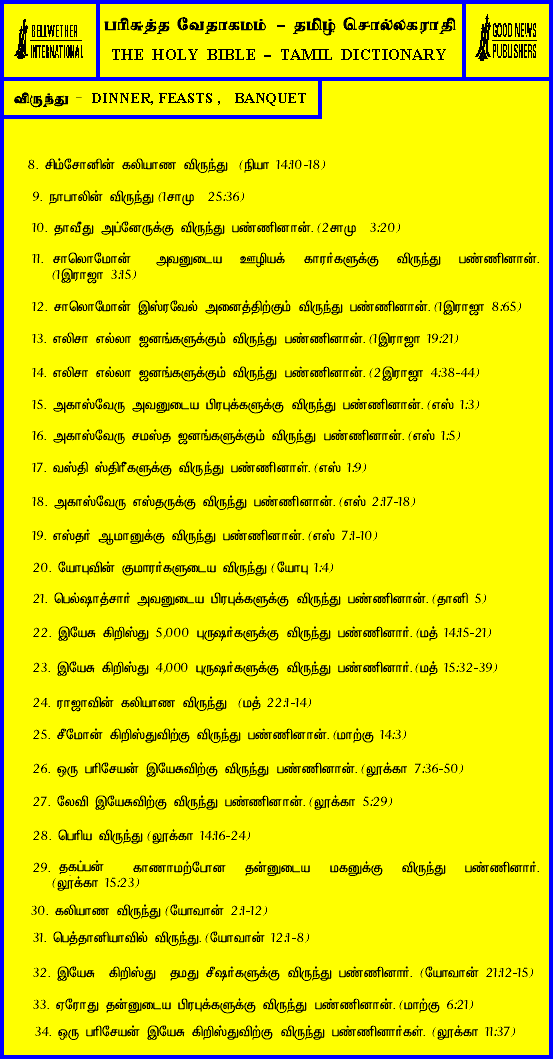 BELLWETHER
INTERNATIONAL
பரிசுத்த வேதாகமம் – தமிழ் சொல்லகராதி
THE HOLY BIBLE – TAMIL DICTIONARY
GOOD NEWS
PUBLISHERS
விருந்து – DINNER, FEASTS , BANQUET
8. சிம்சோனின் கலியாண விருந்து (நியா 14:10-18)
9. நாபாலின் விருந்து (1சாமு 25:36)
10. தாவீது அப்னேருக்கு விருந்து பண்ணினான். (2சாமு 3:20)
11. சாலொமோன் அவனுடைய ஊழியக் காரர்களுக்கு விருந்து பண்ணினான்.
(1இராஜா 3:15)
12. சாலொமோன் இஸ்ரவேல் அனைத்திற்கும் விருந்து பண்ணினான். (1இராஜா 8:65)
13. எலிசா எல்லா ஜனங்களுக்கும் விருந்து பண்ணினான். (1இராஜா 19:21)
14. எலிசா எல்லா ஜனங்களுக்கும் விருந்து பண்ணினான். (2இராஜா 4:38-44)
15. அகாஸ்வேரு அவனுடைய பிரபுக்களுக்கு விருந்து பண்ணினான். (எஸ் 1:3)
16. அகாஸ்வேரு சமஸ்த ஜனங்களுக்கும் விருந்து பண்ணினான். (எஸ் 1:5)
17. வஸ்தி ஸ்திரீகளுக்கு விருந்து பண்ணினாள். (எஸ் 1:9)
18. அகாஸ்வேரு எஸ்தருக்கு விருந்து பண்ணினான். (எஸ் 2:17-18)
19. எஸ்தர் ஆமானுக்கு விருந்து பண்ணினான். (எஸ் 7:1-10)
20. யோபுவின் குமாரர்களுடைய விருந்து (யோபு 1:4)
21. பெல்ஷாத்சார் அவனுடைய பிரபுக்களுக்கு விருந்து பண்ணினான். (தானி 5)
22. இயேசு கிறிஸ்து 5,000 புருஷர்களுக்கு விருந்து பண்ணினார். (மத் 14:15-21)
23. இயேசு கிறிஸ்து 4,000 புருஷர்களுக்கு விருந்து பண்ணினார். (மத் 15:32-39)
24. ராஜாவின் கலியாண விருந்து (மத் 22:1-14)
25. சீமோன் கிறிஸ்துவிற்கு விருந்து பண்ணினான். (மாற்கு 14:3)
26. ஒரு பரிசேயன் இயேசுவிற்கு விருந்து பண்ணினான். (லூக்கா 7:36-50)
27. லேவி இயேசுவிற்கு விருந்து பண்ணினான். (லூக்கா 5:29)
28. பெரிய விருந்து (லூக்கா 14:16-24)
29. தகப்பன் காணாமற்போன தன்னுடைய மகனுக்கு விருந்து பண்ணினார்.
(லூக்கா 15:23)
30. கலியாண விருந்து (யோவான் 2:1-12)
31. பெத்தானியாவில் விருந்து. (யோவான் 12:1-8)
32. இயேசு கிறிஸ்து தமது சீஷர்களுக்கு விருந்து பண்ணினார். (யோவான் 21:12-15)
33. ஏரோது தன்னுடைய பிரபுக்களுக்கு விருந்து பண்ணினான். (மாற்கு 6:21)
34. ஒரு பரிசேயன் இயேசு கிறிஸ்துவிற்கு விருந்து பண்ணினார்கள். (லூக்கா 11:37)